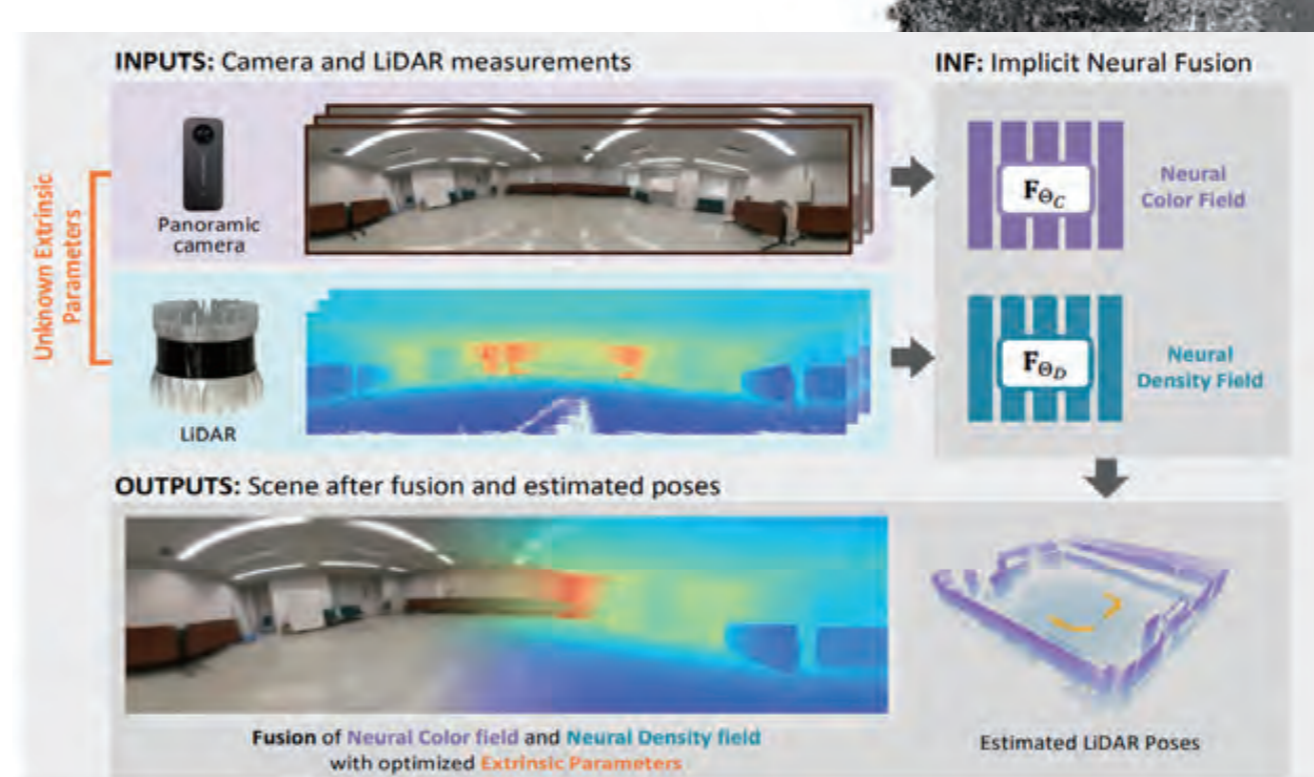 INPUTS: Camera and LiDAR measurements
INF: Implicit Neural Fusion
Unknown Extrinsic
Parameters
Panoramic
camera
F_Θ_C
Neural
Color Field
LiDAR
F_Θ_D
Neural
Density Field
OUTPUTS: Scene after fusion and estimated poses
Fusion of Neural Color field and Neural Density field
with optimized Extrinsic Parameters
Estimated LiDAR Poses